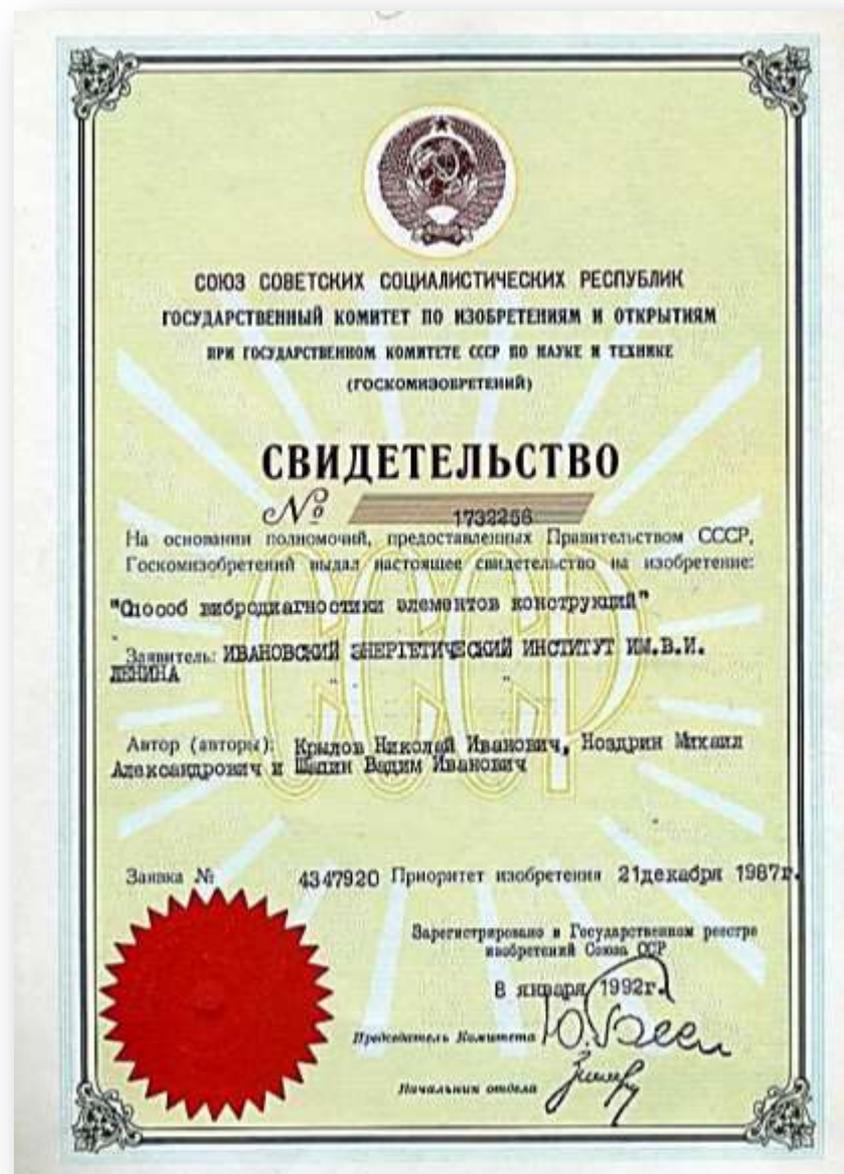 СОЮЗ СОВЕТСКИХ СОЦИАЛИСТИЧЕСКИХ РЕСПУБЛИК
ГОСУДАРСТВЕННЫЙ КОМИТЕТ ПО ИЗОБРЕТЕНИЯМ И ОТКРЫТИЯМ
ПРИ ГОСУДАРСТВЕННОМ КОМИТЕТЕ СССР ПО НАУКЕ И ТЕХНИКЕ
(ГОСКОМИЗОБРЕТЕНИЙ)
СВИДЕТЕЛЬСТВО
№ 1732256
На основании полномочий, предоставленных Правительством СССР,
Госкомизобретений выдал настоящее свидетельство на изобретение:
"Способ вибродиагностики элементов конструкций"
Заявитель: ИВАНОВСКИЙ ЭНЕРГЕТИЧЕСКИЙ ИНСТИТУТ ИМ.В.И.
ЛЕНИНА
СССР
Автор (авторы): Крылов Николай Иванович, Ноздрин Михаил
Александрович и Шапин Вадим Иванович
Заявка № 4347920 Приоритет изобретения 21декабря 1987г.
Зарегистрировано в Государственном реестре
изобретений Союза ССР
8 января 1992г.
Председатель Комитета
Начальник отдела